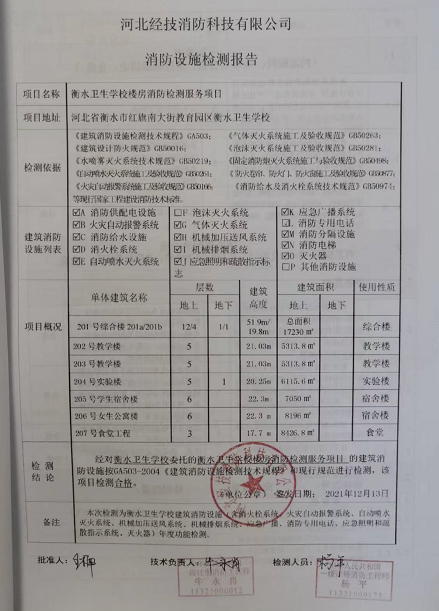 河北经技消防科技有限公司
消防设施检测报告
项目名称 衡水卫生学校楼房消防检测服务项目
项目地址 河北省衡水市红旗南大街教育园区衡水卫生学校
检测依据
《建筑消防设施检测技术规程》GA503; 《气体灭火系统施工及验收规范》GB50263;
《建筑设计防火规范》GB50016; 《泡沫灭火系统施工及验收规范》GB50281;
《水喷雾灭火系统技术规范》GB50219; 《固定消防炮灭火系统施工与验收规范》GB50498;
《自动喷水灭火系统施工及验收规范》GB50261; 《防火卷帘、防火门、防火窗施工及验收规范》GB50877;
《火灾自动报警系统施工及验收规范》GB50166; 《消防给水及消火栓系统技术规范》GB50974;
等现行国家工程建设消防技术标准.
建筑消防设施列表
☑A 消防供配电设施 □F 泡沫灭火系统 ☑K 应急广播系统
☑B 火灾自动报警系统 ☑G 气体灭火系统 ☑L 消防专用电话
☑C 消防给水设施 ☑H 机械加压送风系统 ☑M 消防分隔设施
☑D 消火栓系统 ☑I 机械排烟系统 ☑N 消防电梯
☑E 自动喷水灭火系统 ☑J 应急照明和疏散指示标志 ☑O 灭火器
□P 其他消防设施
项目概况
单体建筑名称 层数 建筑高度 建筑面积 使用性质
地上 地下 地上 地下
201号综合楼 201a/201b 12/4 1/1 51.9m/19.8m 总面积17230㎡ 综合楼
202号教学楼 5 21.03m 5313.8㎡ 教学楼
203号教学楼 5 21.03m 5313.8㎡ 教学楼
204号实验楼 5 1 20.25m 6115.6㎡ 实验楼
205号学生宿舍楼 6 22.3m 7050㎡ 宿舍楼
206号女生公寓楼 6 22.3m 8196㎡ 宿舍楼
207号食堂工程 3 17.7m 8426.8㎡ 食堂
检测结论
经对衡水卫生学校委托的衡水卫生学校楼房消防检测服务项目的建筑消
防设施按GA503-2004《建筑消防设施检测技术规程》和现行规范进行检测,该
项目检测合格。
(单位公章) 签发日期: 2021年12月13日
备注
本次检测为衡水卫生学校建筑消防设施(含消火栓系统、火灾自动报警系统、自动喷水
灭火系统、机械加压送风系统、机械排烟系统、应急广播、消防专用电话、应急照明和疏
散指示系统、灭火器)年度功能检测.
批准人: 技术负责人: 检测人员:
牛永肖
杨平